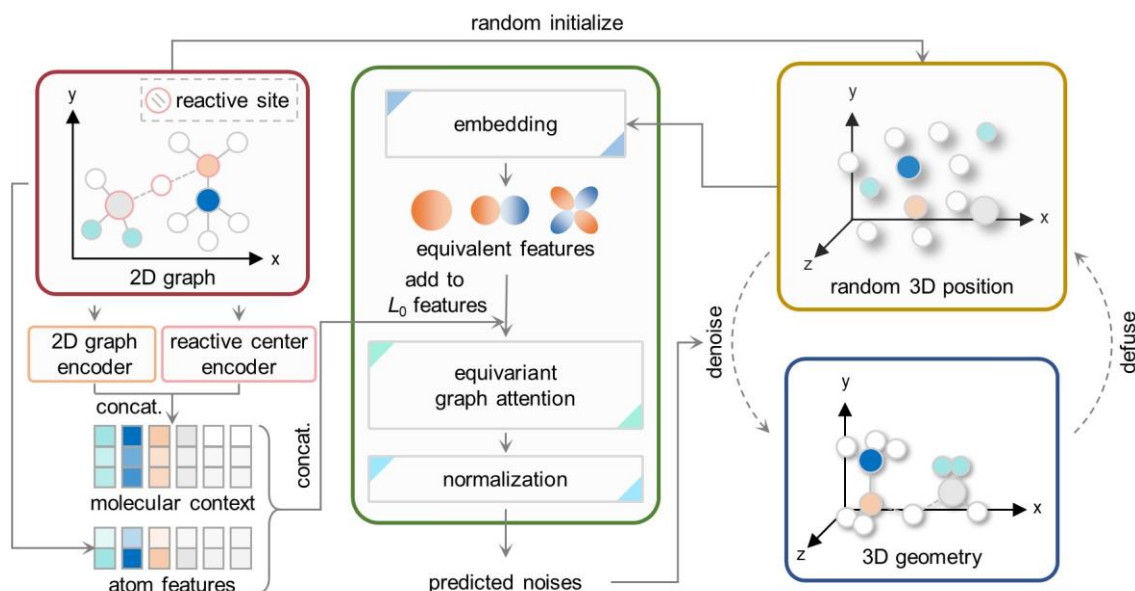 random initialize
y
reactive site
x
2D graph
2D graph
encoder
reactive center
encoder
concat.
molecular context
atom features
concat.
embedding
equivalent features
add to
L0 features
equivariant
graph attention
normalization
predicted noises
y
x
z
random 3D position
denoise
defuse
y
x
z
3D geometry